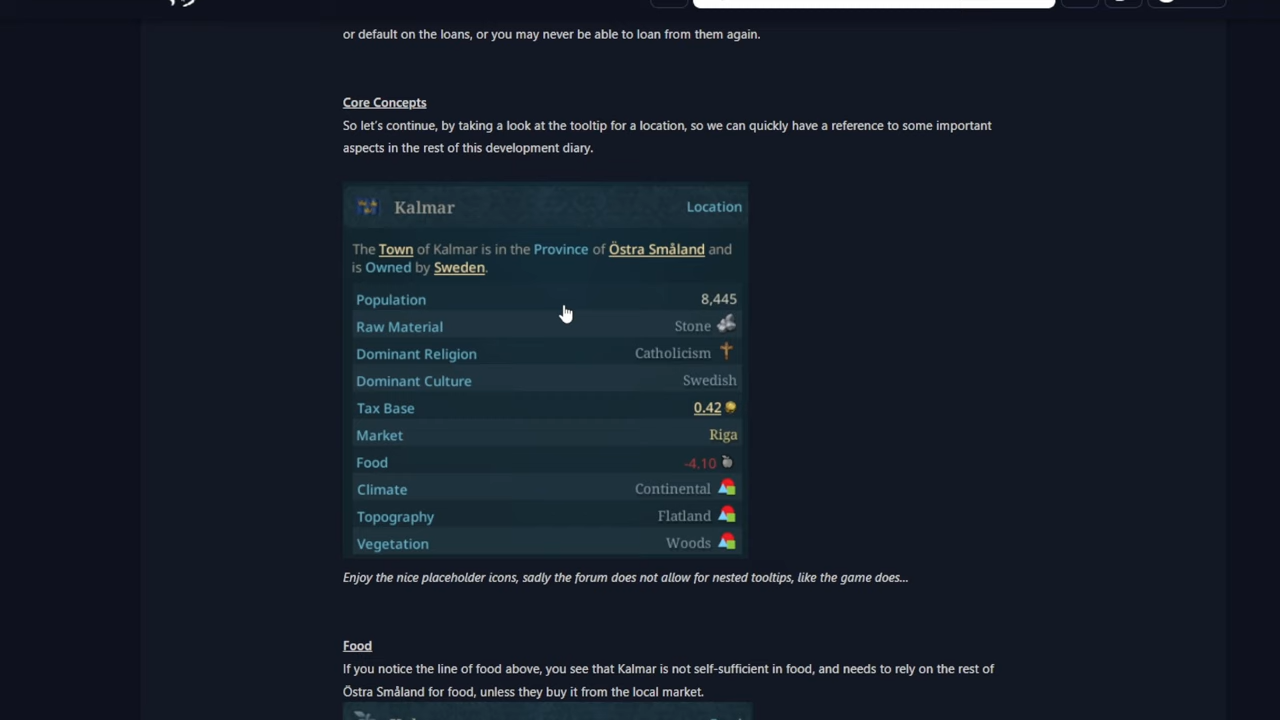 or default on the loans, or you may never be able to loan from them again.
Core Concepts
So let's continue, by taking a look at the tooltip for a location, so we can quickly have a reference to some important
aspects in the rest of this development diary.
Kalmar Location
The Town of Kalmar is in the Province of Östra Småland and
is Owned by Sweden.
Population 8,445
Raw Material Stone
Dominant Religion Catholicism
Dominant Culture Swedish
Tax Base 0.42
Market Riga
Food -4.10
Climate Continental
Topography Flatland
Vegetation Woods
Enjoy the nice placeholder icons, sadly the forum does not allow for nested tooltips, like the game does...
Food
If you notice the line of food above, you see that Kalmar is not self-sufficient in food, and needs to rely on the rest of
Östra Småland for food, unless they buy it from the local market.